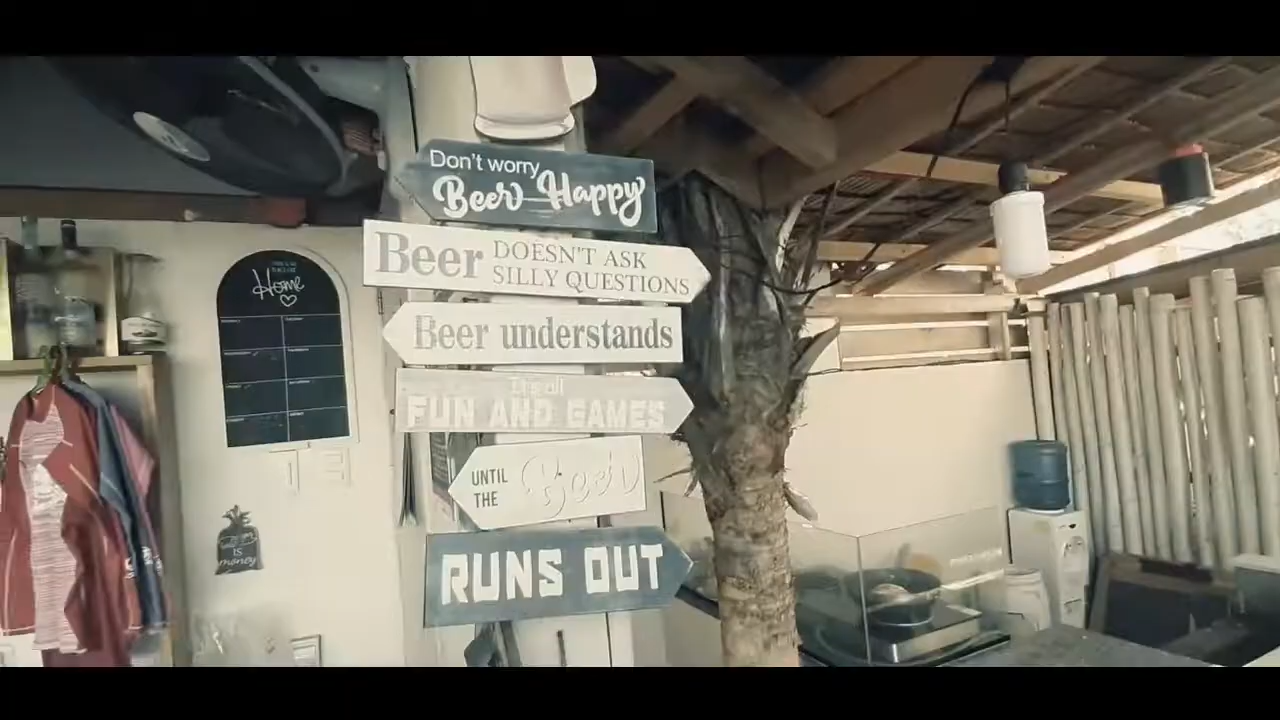 Don't worry
Beer Happy
Beer DOESN'T ASK
SILLY QUESTIONS
Beer understands
It's all
FUN AND GAMES
UNTIL
THE Beer
RUNS OUT
Home
is
money